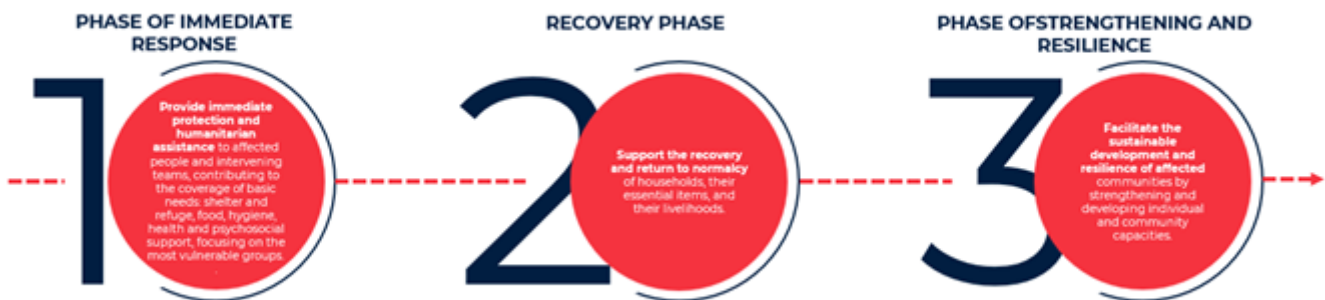 PHASE OF IMMEDIATE
RESPONSE
1
Provide immediate
protection and
humanitarian
assistance to affected
people and intervening
teams, contributing to
the coverage of basic
needs: shelter and
refuge, food, hygiene,
health and psychosocial
support, focusing on the
most vulnerable groups.
.
RECOVERY PHASE
2
Support the recovery
and return to normalcy
of households, their
essential items, and
their livelihoods.
PHASE OFSTRENGTHENING AND
RESILIENCE
3
Facilitate the
sustainable
development and
resilience of affected
communities by
strengthening and
developing individual
and community
capacities.